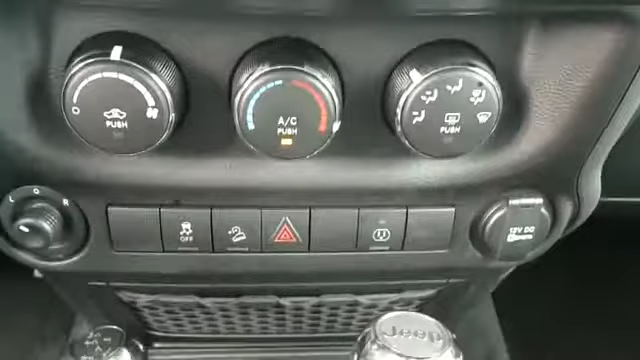 PUSH
A/C
PUSH
PUSH
L O R
OFF
12V DC
Jeep